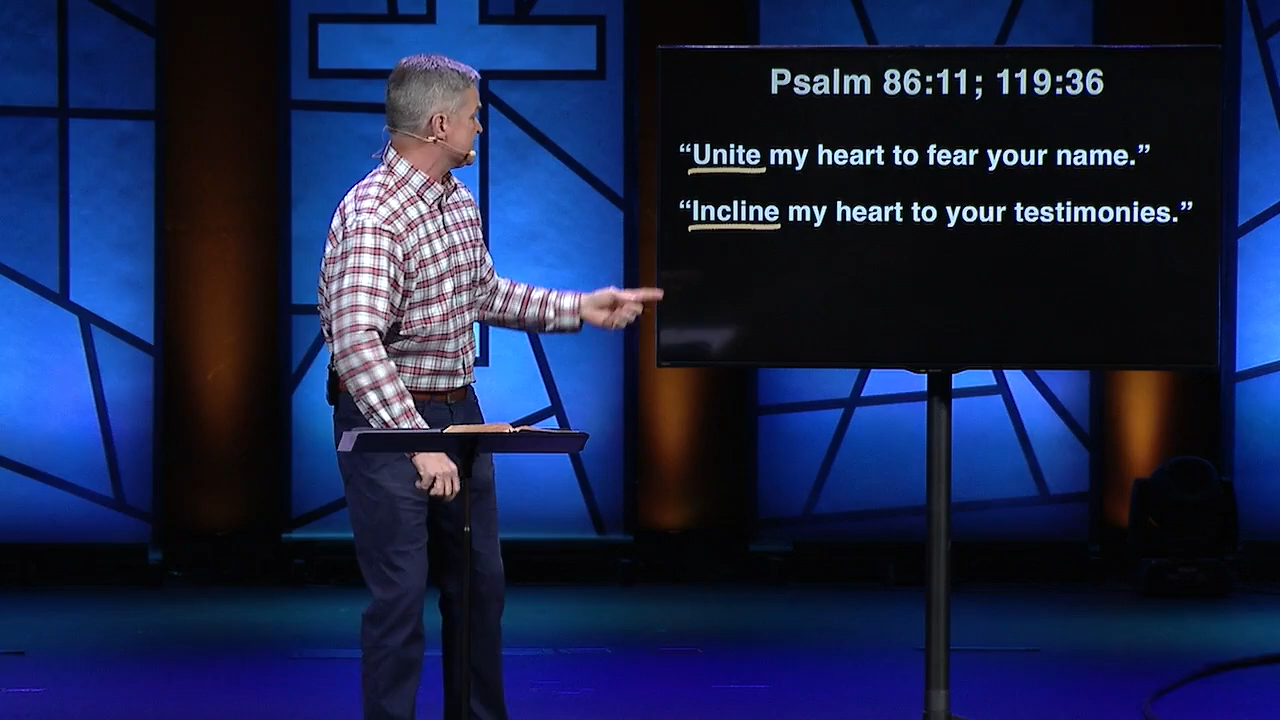 Psalm 86:11; 119:36
“Unite my heart to fear your name.”
“Incline my heart to your testimonies.”